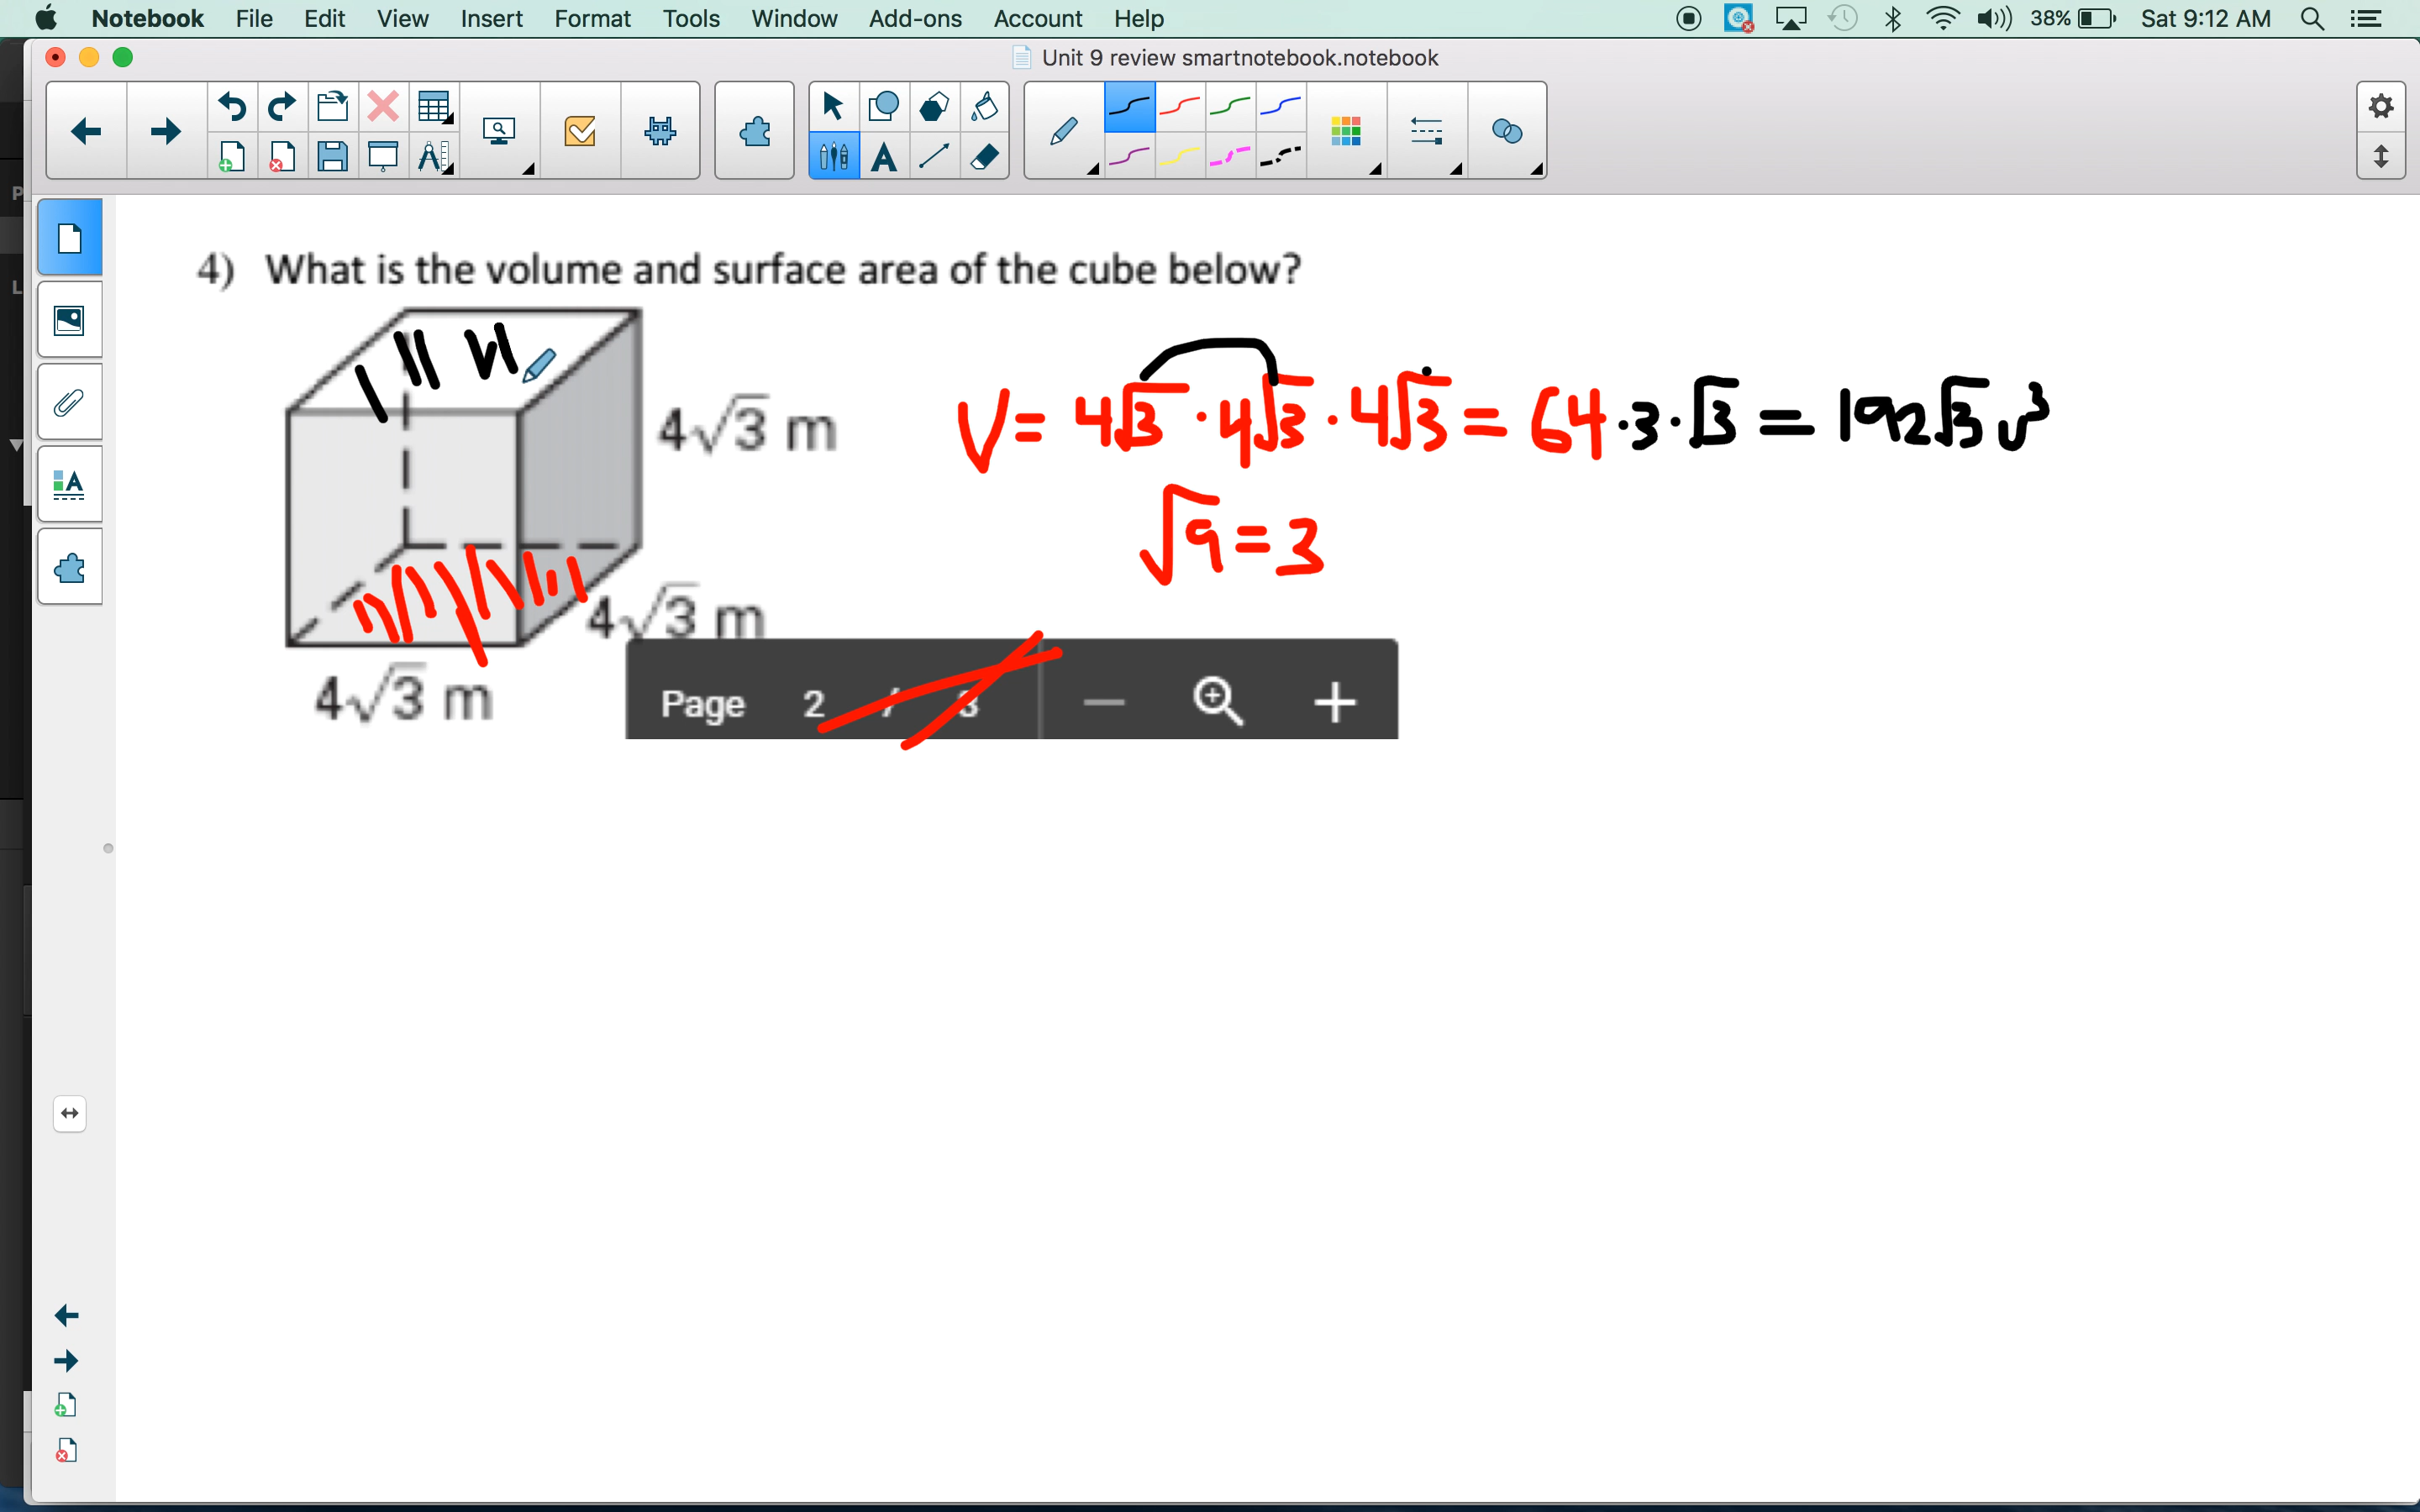 Notebook File Edit View Insert Format Tools Window Add-ons Account Help 38% Sat 9:12 AM
Unit 9 review smartnotebook.notebook
4) What is the volume and surface area of the cube below?
4√3 m
V = 4√3 · 4√3 · 4√3 = 64 · 3 · √3 = 192√3 u³
√9 = 3
4√3 m
4√3 m
Page 2 / 3